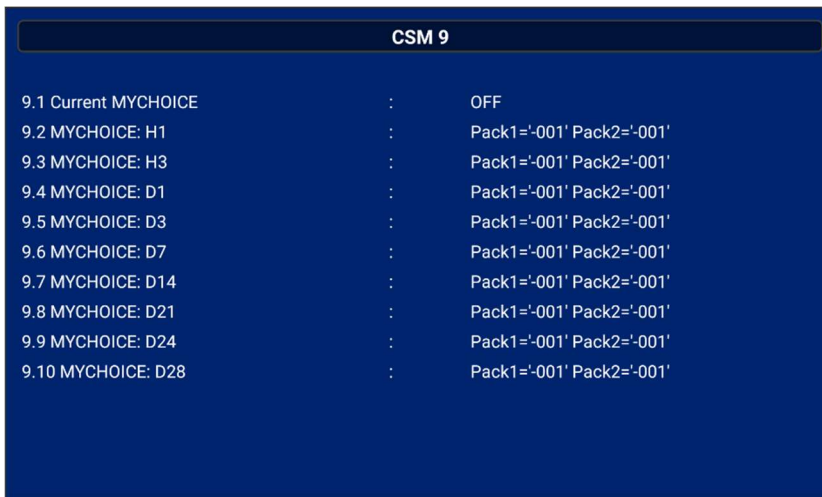 CSM 9
9.1 Current MYCHOICE : OFF
9.2 MYCHOICE: H1 : Pack1='-001' Pack2='-001'
9.3 MYCHOICE: H3 : Pack1='-001' Pack2='-001'
9.4 MYCHOICE: D1 : Pack1='-001' Pack2='-001'
9.5 MYCHOICE: D3 : Pack1='-001' Pack2='-001'
9.6 MYCHOICE: D7 : Pack1='-001' Pack2='-001'
9.7 MYCHOICE: D14 : Pack1='-001' Pack2='-001'
9.8 MYCHOICE: D21 : Pack1='-001' Pack2='-001'
9.9 MYCHOICE: D24 : Pack1='-001' Pack2='-001'
9.10 MYCHOICE: D28 : Pack1='-001' Pack2='-001'